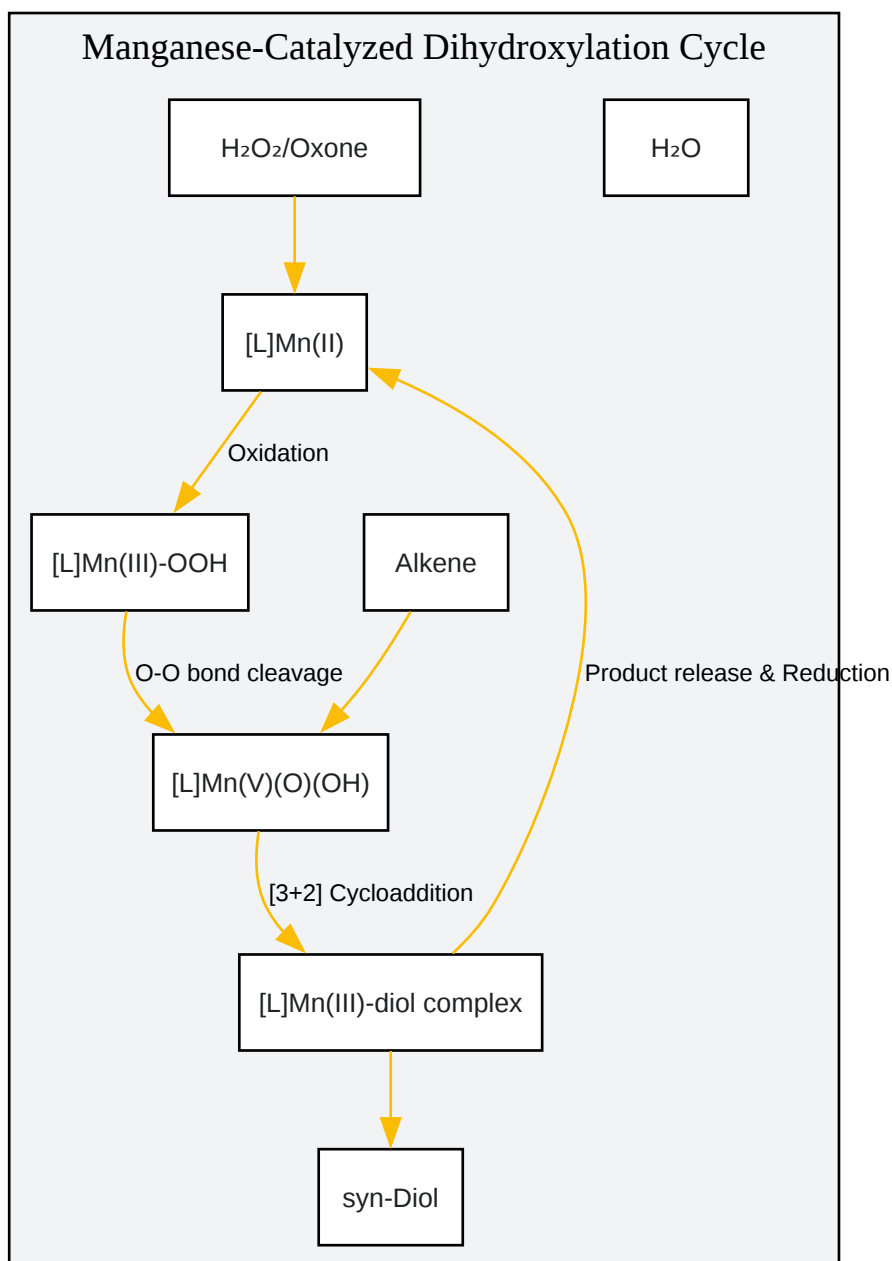 Manganese-Catalyzed Dihydroxylation Cycle
H₂O₂/Oxone
H₂O
[L]Mn(II)
Oxidation
[L]Mn(III)-OOH
Alkene
O-O bond cleavage
Product release & Reduction
[L]Mn(V)(O)(OH)
[3+2] Cycloaddition
[L]Mn(III)-diol complex
syn-Diol